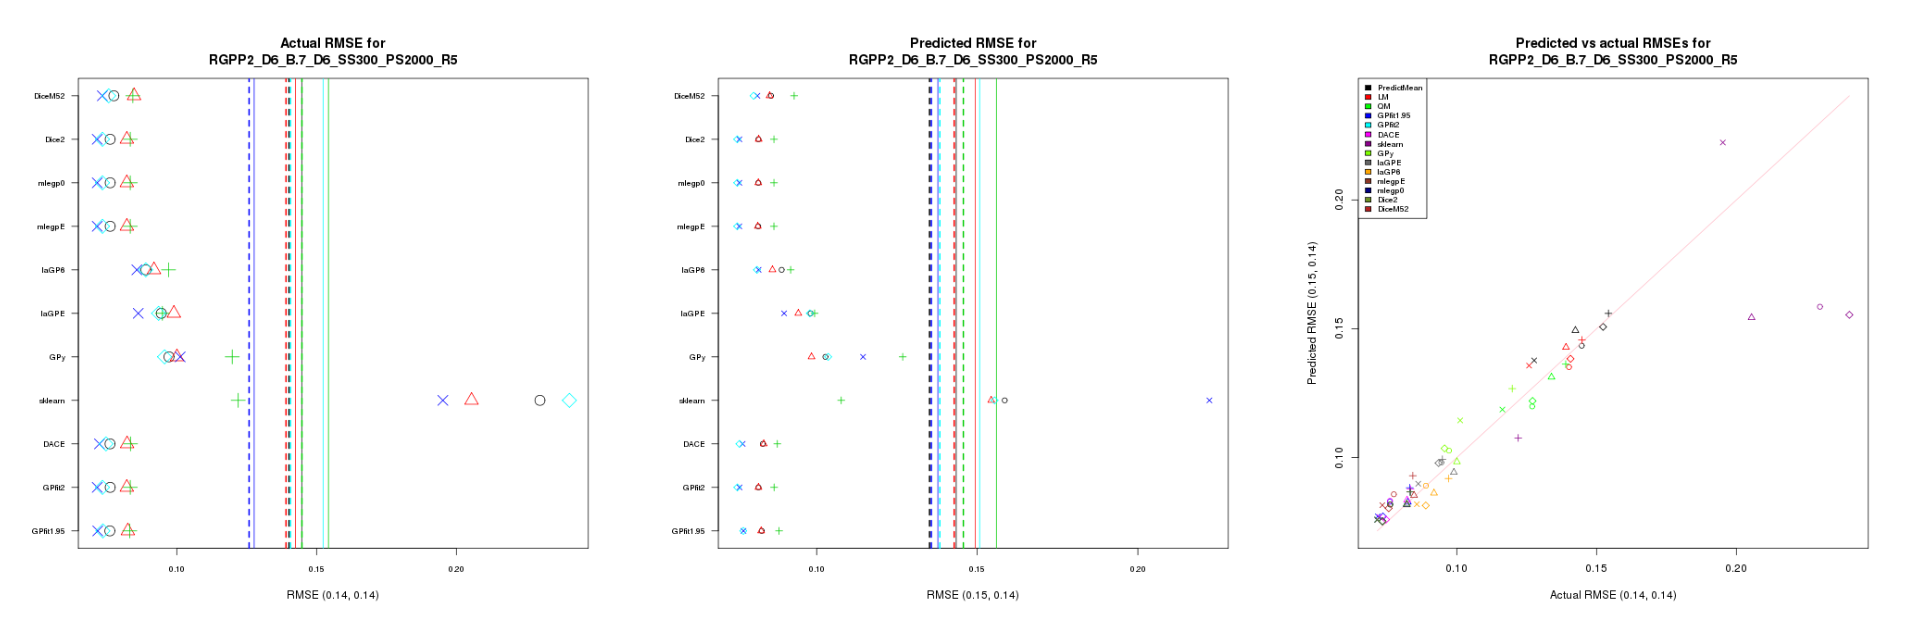 Actual RMSE for
RGPP2_D6_B.7_D6_SS300_PS2000_R5
DiceM52
Dice2
mlegp0
mlegpE
laGP6
laGPE
GPy
sklearn
DACE
GPfit2
GPfit1.95
0.10
0.15
0.20
RMSE (0.14, 0.14)
Predicted RMSE for
RGPP2_D6_B.7_D6_SS300_PS2000_R5
DiceM52
Dice2
mlegp0
mlegpE
laGP6
laGPE
GPy
sklearn
DACE
GPfit2
GPfit1.95
0.10
0.15
0.20
RMSE (0.15, 0.14)
Predicted vs actual RMSEs for
RGPP2_D6_B.7_D6_SS300_PS2000_R5
PredictMean
LM
QM
GPfit1.95
GPfit2
DACE
sklearn
GPy
laGPE
laGP6
mlegpE
mlegp0
Dice2
DiceM52
Predicted RMSE (0.15, 0.14)
0.20
0.15
0.10
0.10
0.15
0.20
Actual RMSE (0.14, 0.14)